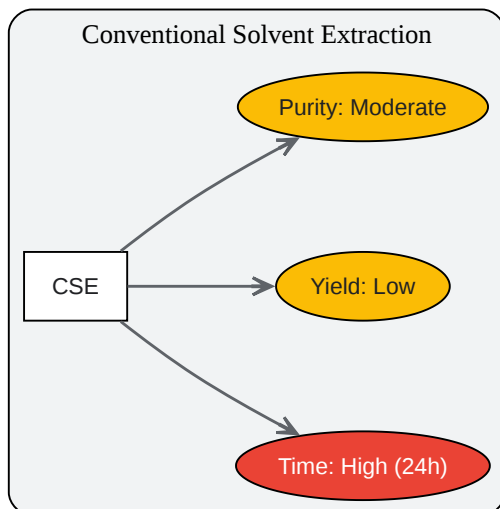 Conventional Solvent Extraction
Purity: Moderate
CSE
Yield: Low
Time: High (24h)